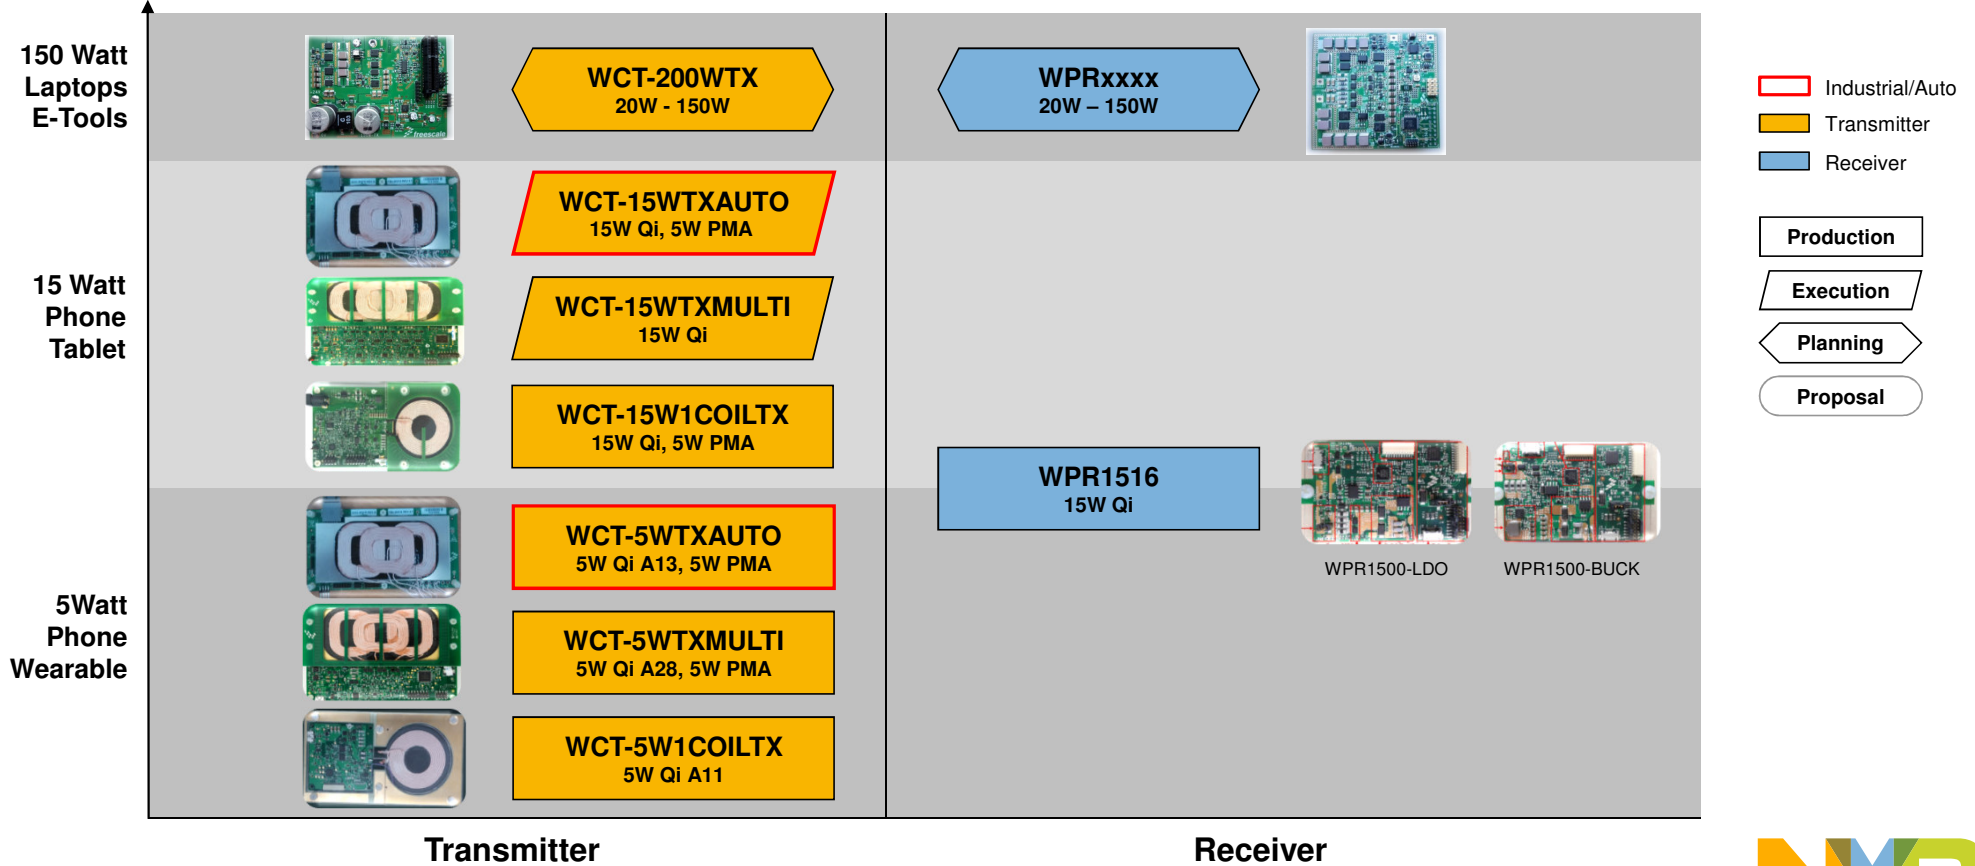 150 Watt
Laptops
E-Tools
freescale
WCT-200WTX
20W - 150W
WPRxxxx
20W – 150W
Industrial/Auto
Transmitter
Receiver
15 Watt
Phone
Tablet
WCT-15WTXAUTO
15W Qi, 5W PMA
WCT-15WTXMULTI
15W Qi
WCT-15W1COILTX
15W Qi, 5W PMA
WPR1516
15W Qi
WPR1500-LDO
WPR1500-BUCK
Production
Execution
Planning
Proposal
5Watt
Phone
Wearable
WCT-5WTXAUTO
5W Qi A13, 5W PMA
WCT-5WTXMULTI
5W Qi A28, 5W PMA
WCT-5W1COILTX
5W Qi A11
Transmitter
Receiver
NXP